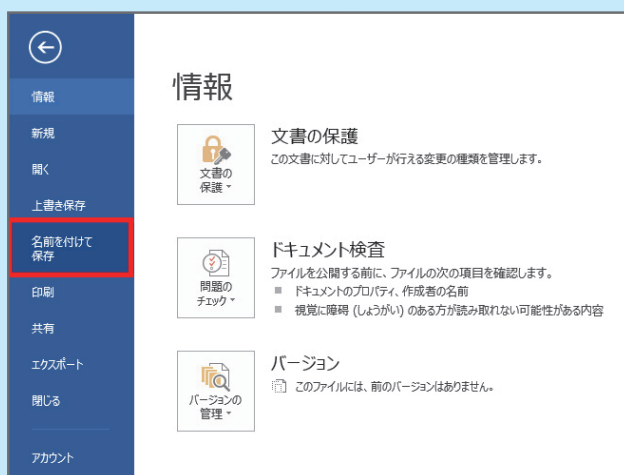 情報
新規
開く
上書き保存
名前を付けて
保存
印刷
共有
エクスポート
閉じる
アカウント
情報
文書の
保護
文書の保護
この文書に対してユーザーが行える変更の種類を管理します。
問題の
チェック
ドキュメント検査
ファイルを公開する前に、ファイルの次の項目を確認します。
ドキュメントのプロパティ、作成者の名前
視覚に障碍 (しょうがい) のある方が読み取れない可能性がある内容
バージョンの
管理
バージョン
このファイルには、前のバージョンはありません。